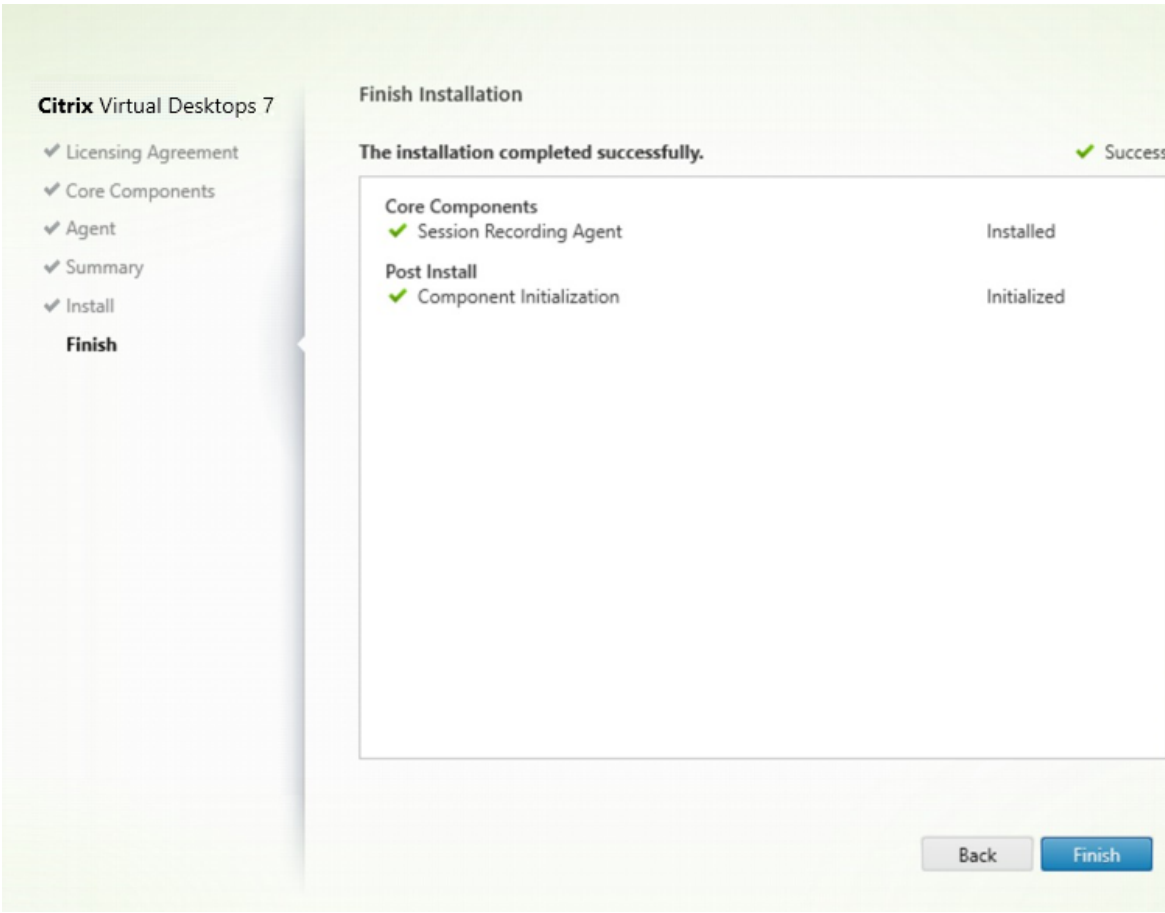 Citrix Virtual Desktops 7
Licensing Agreement
Core Components
Agent
Summary
Install
Finish
Finish Installation
The installation completed successfully.
Success
Core Components
Session Recording Agent Installed
Post Install
Component Initialization Initialized
Back Finish